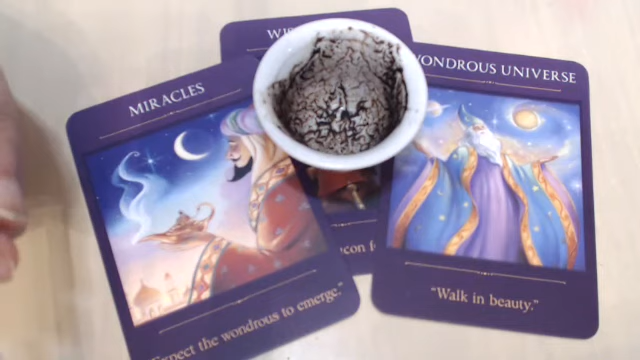 MIRACLES
WONDROUS UNIVERSE
"Expect the wondrous to emerge."
"Walk in beauty."